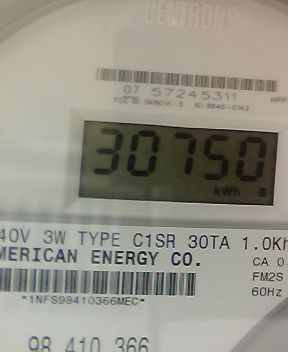 CENTRON®
07 57245311
30750
kWh
40V 3W TYPE C1SR 30TA 1.0Kh
MERICAN ENERGY CO.
CA 0
FM2S
60Hz
*1NFS98410366MEC*
98 410 366